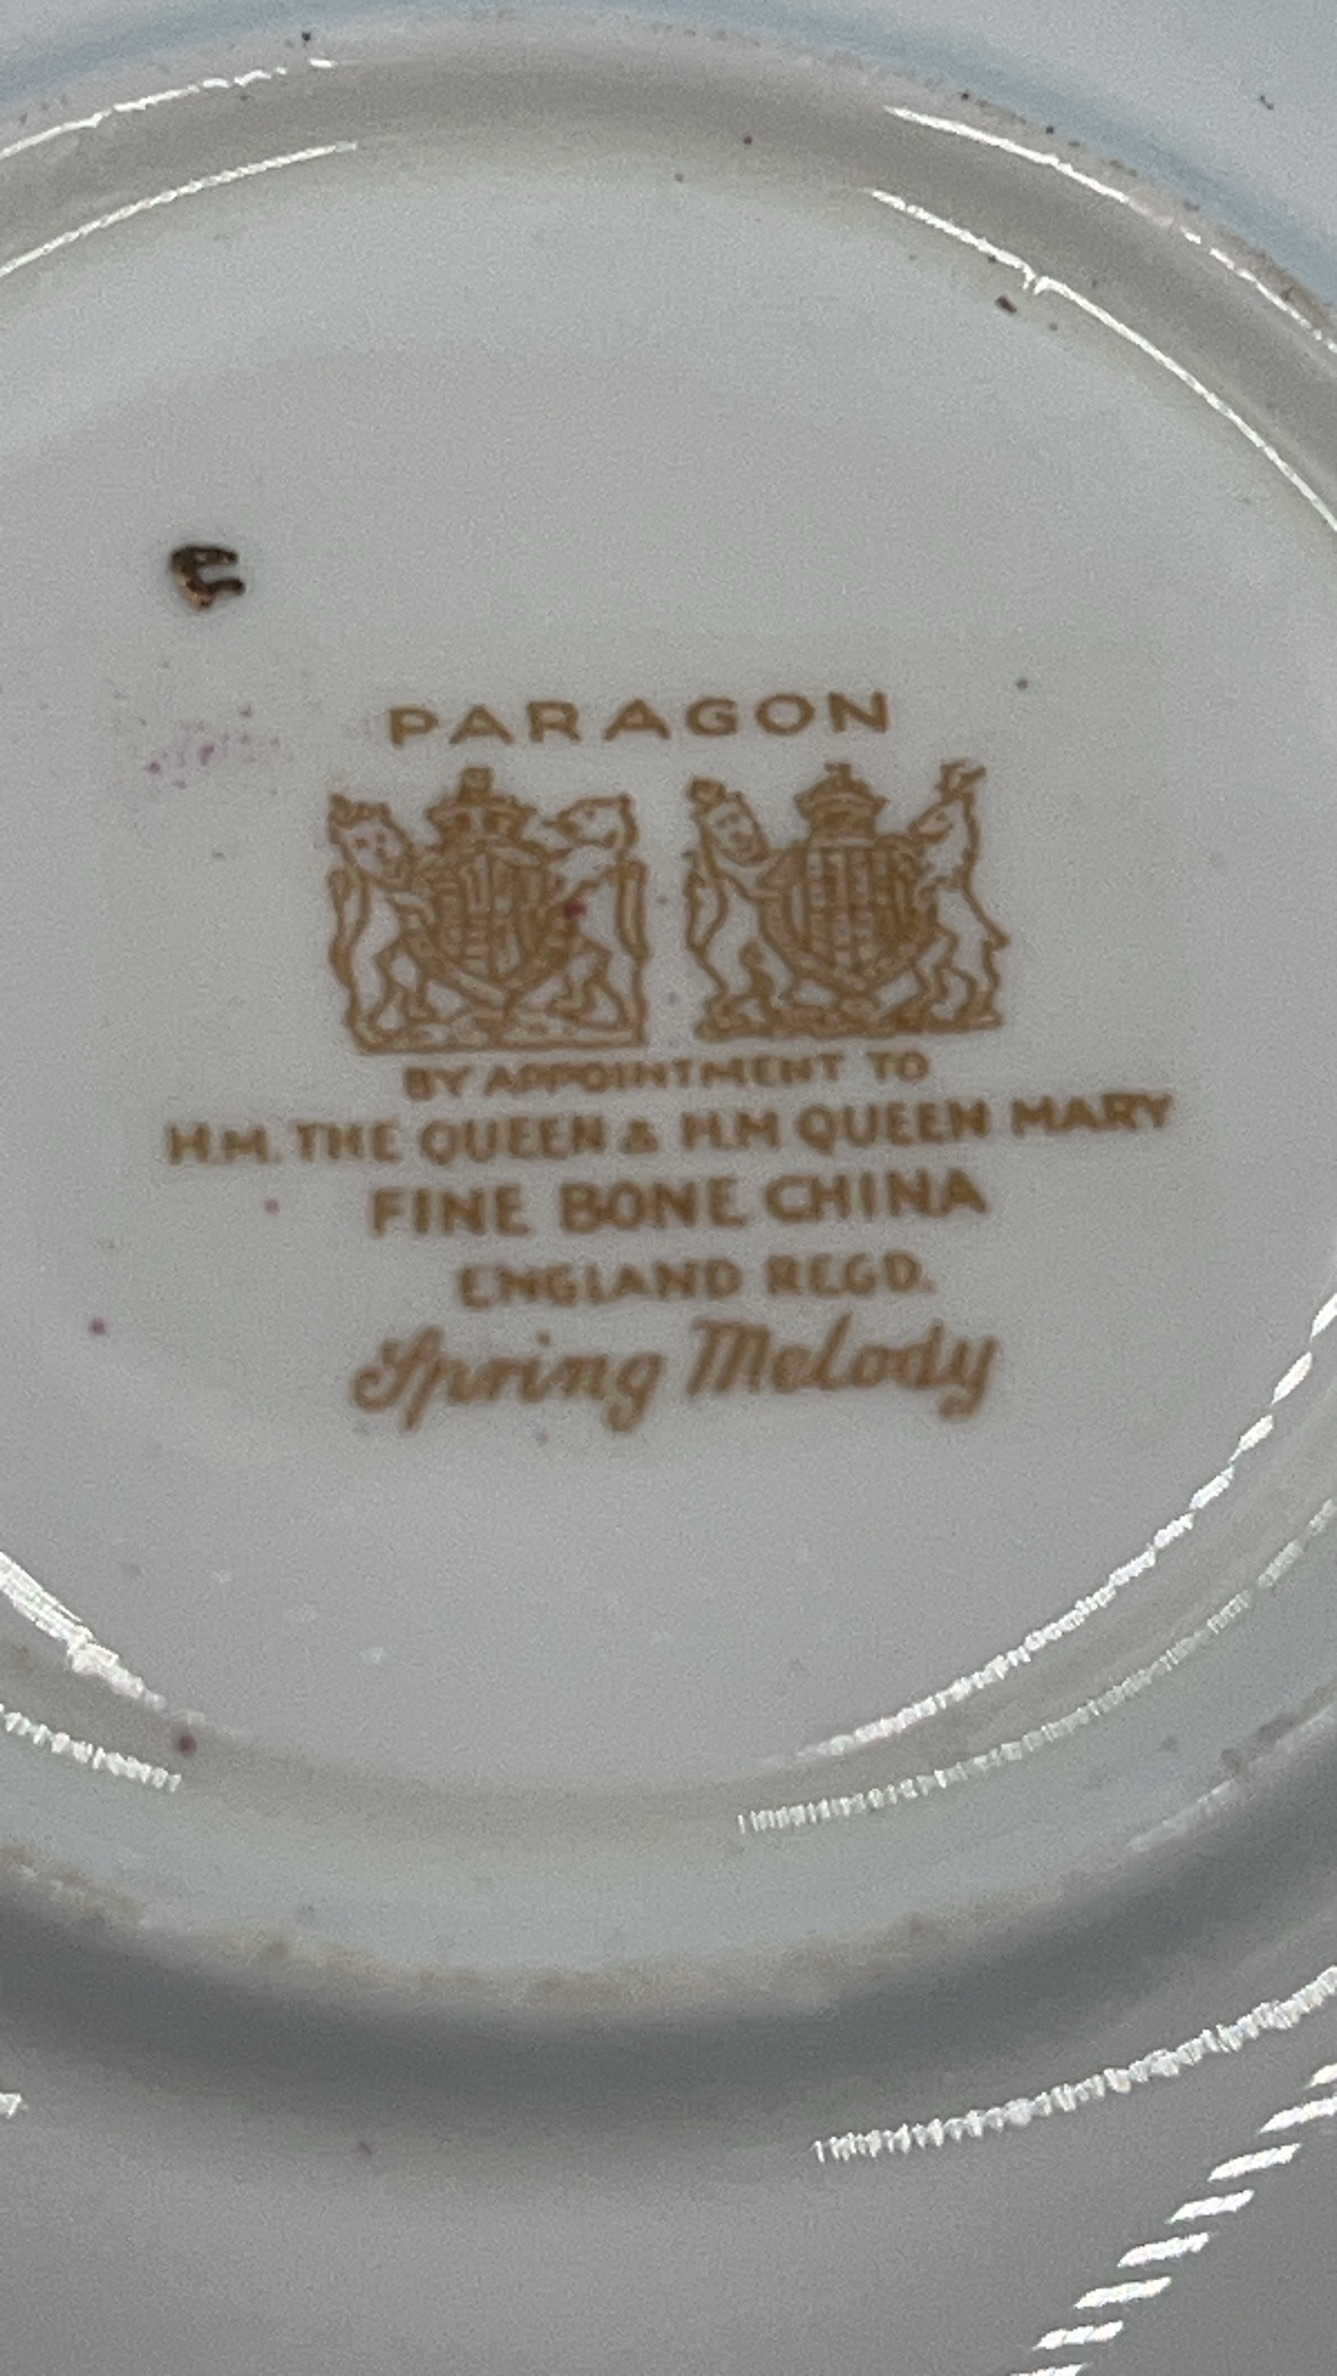 PARAGON
BY APPOINTMENT TO
H.M. THE QUEEN & H.M QUEEN MARY
FINE BONE CHINA
ENGLAND REGD.
Spring Melody